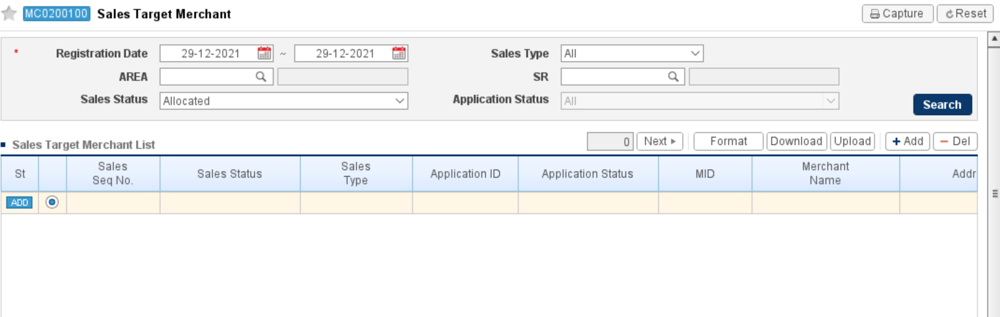 MC0200100 Sales Target Merchant Capture Reset
* Registration Date 29-12-2021 ~ 29-12-2021 Sales Type All
AREA SR
Sales Status Allocated Application Status All Search
Sales Target Merchant List 0 Next Format Download Upload + Add − Del
St Sales Seq No. Sales Status Sales Type Application ID Application Status MID Merchant Name Addr
ADD